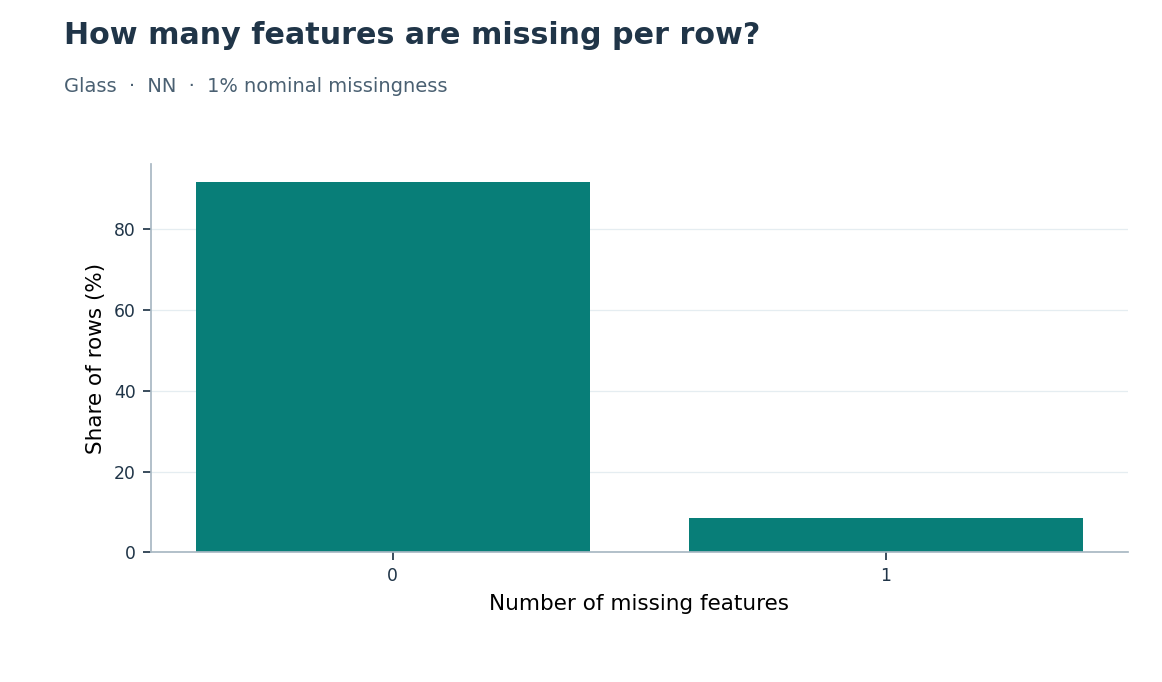 How many features are missing per row?
Glass · NN · 1% nominal missingness
Share of rows (%)
80
60
40
20
0
0 1
Number of missing features